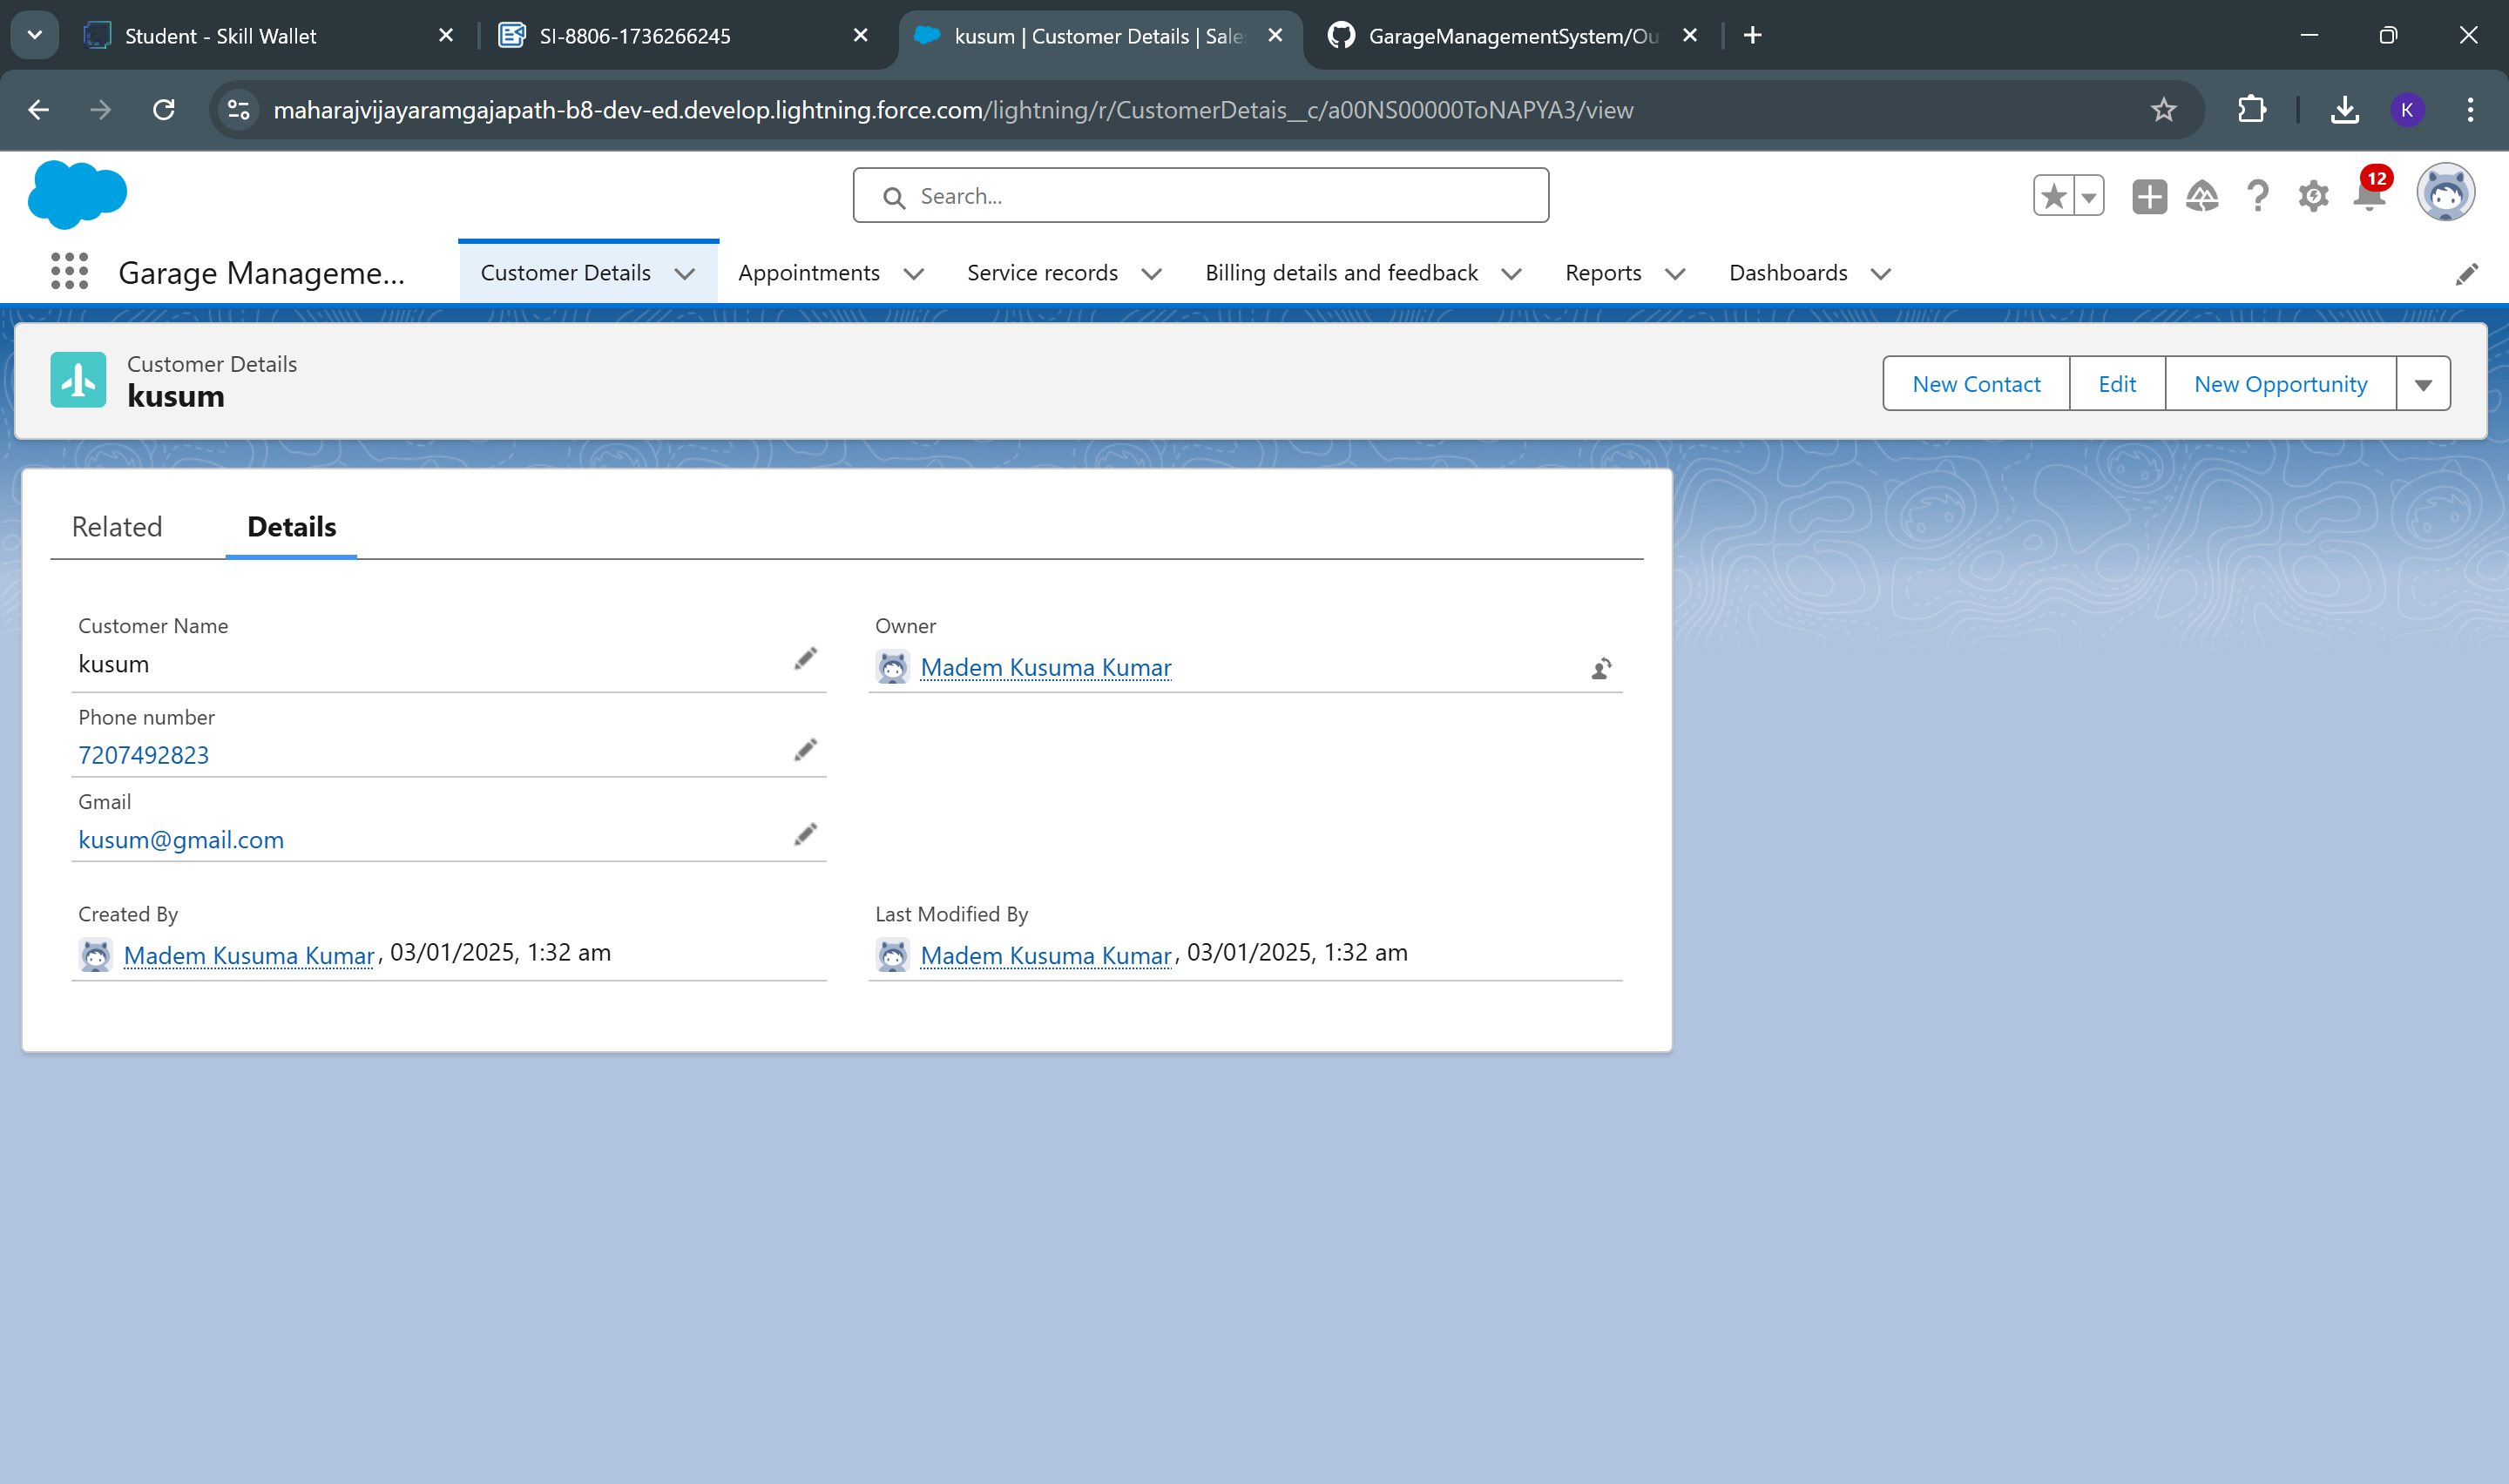 Student - Skill Wallet
SI-8806-1736266245
kusum | Customer Details | Sale
GarageManagementSystem/Ou
maharajvijayaramgajapath-b8-dev-ed.develop.lightning.force.com/lightning/r/CustomerDetais__c/a00NS00000ToNAPYA3/view
K
Search...
12
Garage Manageme...
Customer Details
Appointments
Service records
Billing details and feedback
Reports
Dashboards
Customer Details
kusum
New Contact
Edit
New Opportunity
Related
Details
Customer Name
kusum
Owner
Madem Kusuma Kumar
Phone number
7207492823
Gmail
kusum@gmail.com
Created By
Madem Kusuma Kumar, 03/01/2025, 1:32 am
Last Modified By
Madem Kusuma Kumar, 03/01/2025, 1:32 am